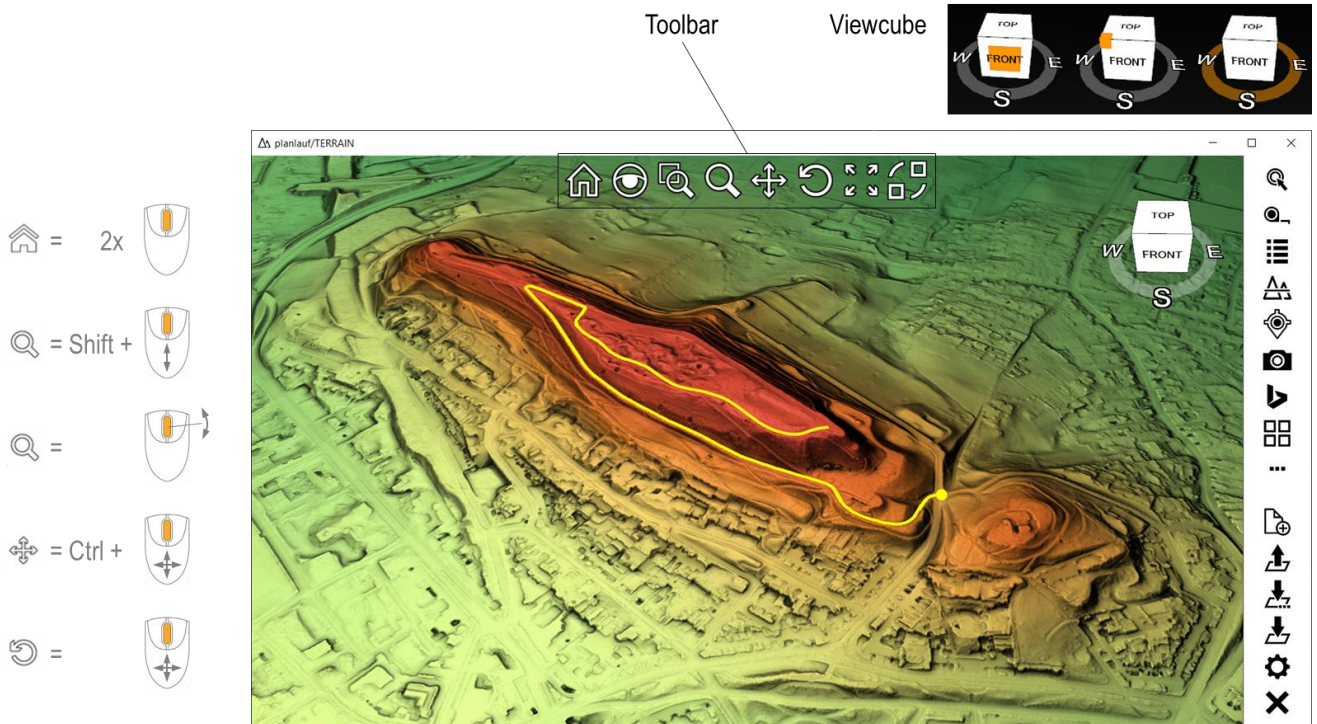 Toolbar
Viewcube
TOP
FRONT
W
E
S
TOP
FRONT
W
E
S
TOP
FRONT
W
E
S
planlauf/TERRAIN
TOP
FRONT
W
E
S
= 2x
= Shift +
=
= Ctrl +
=